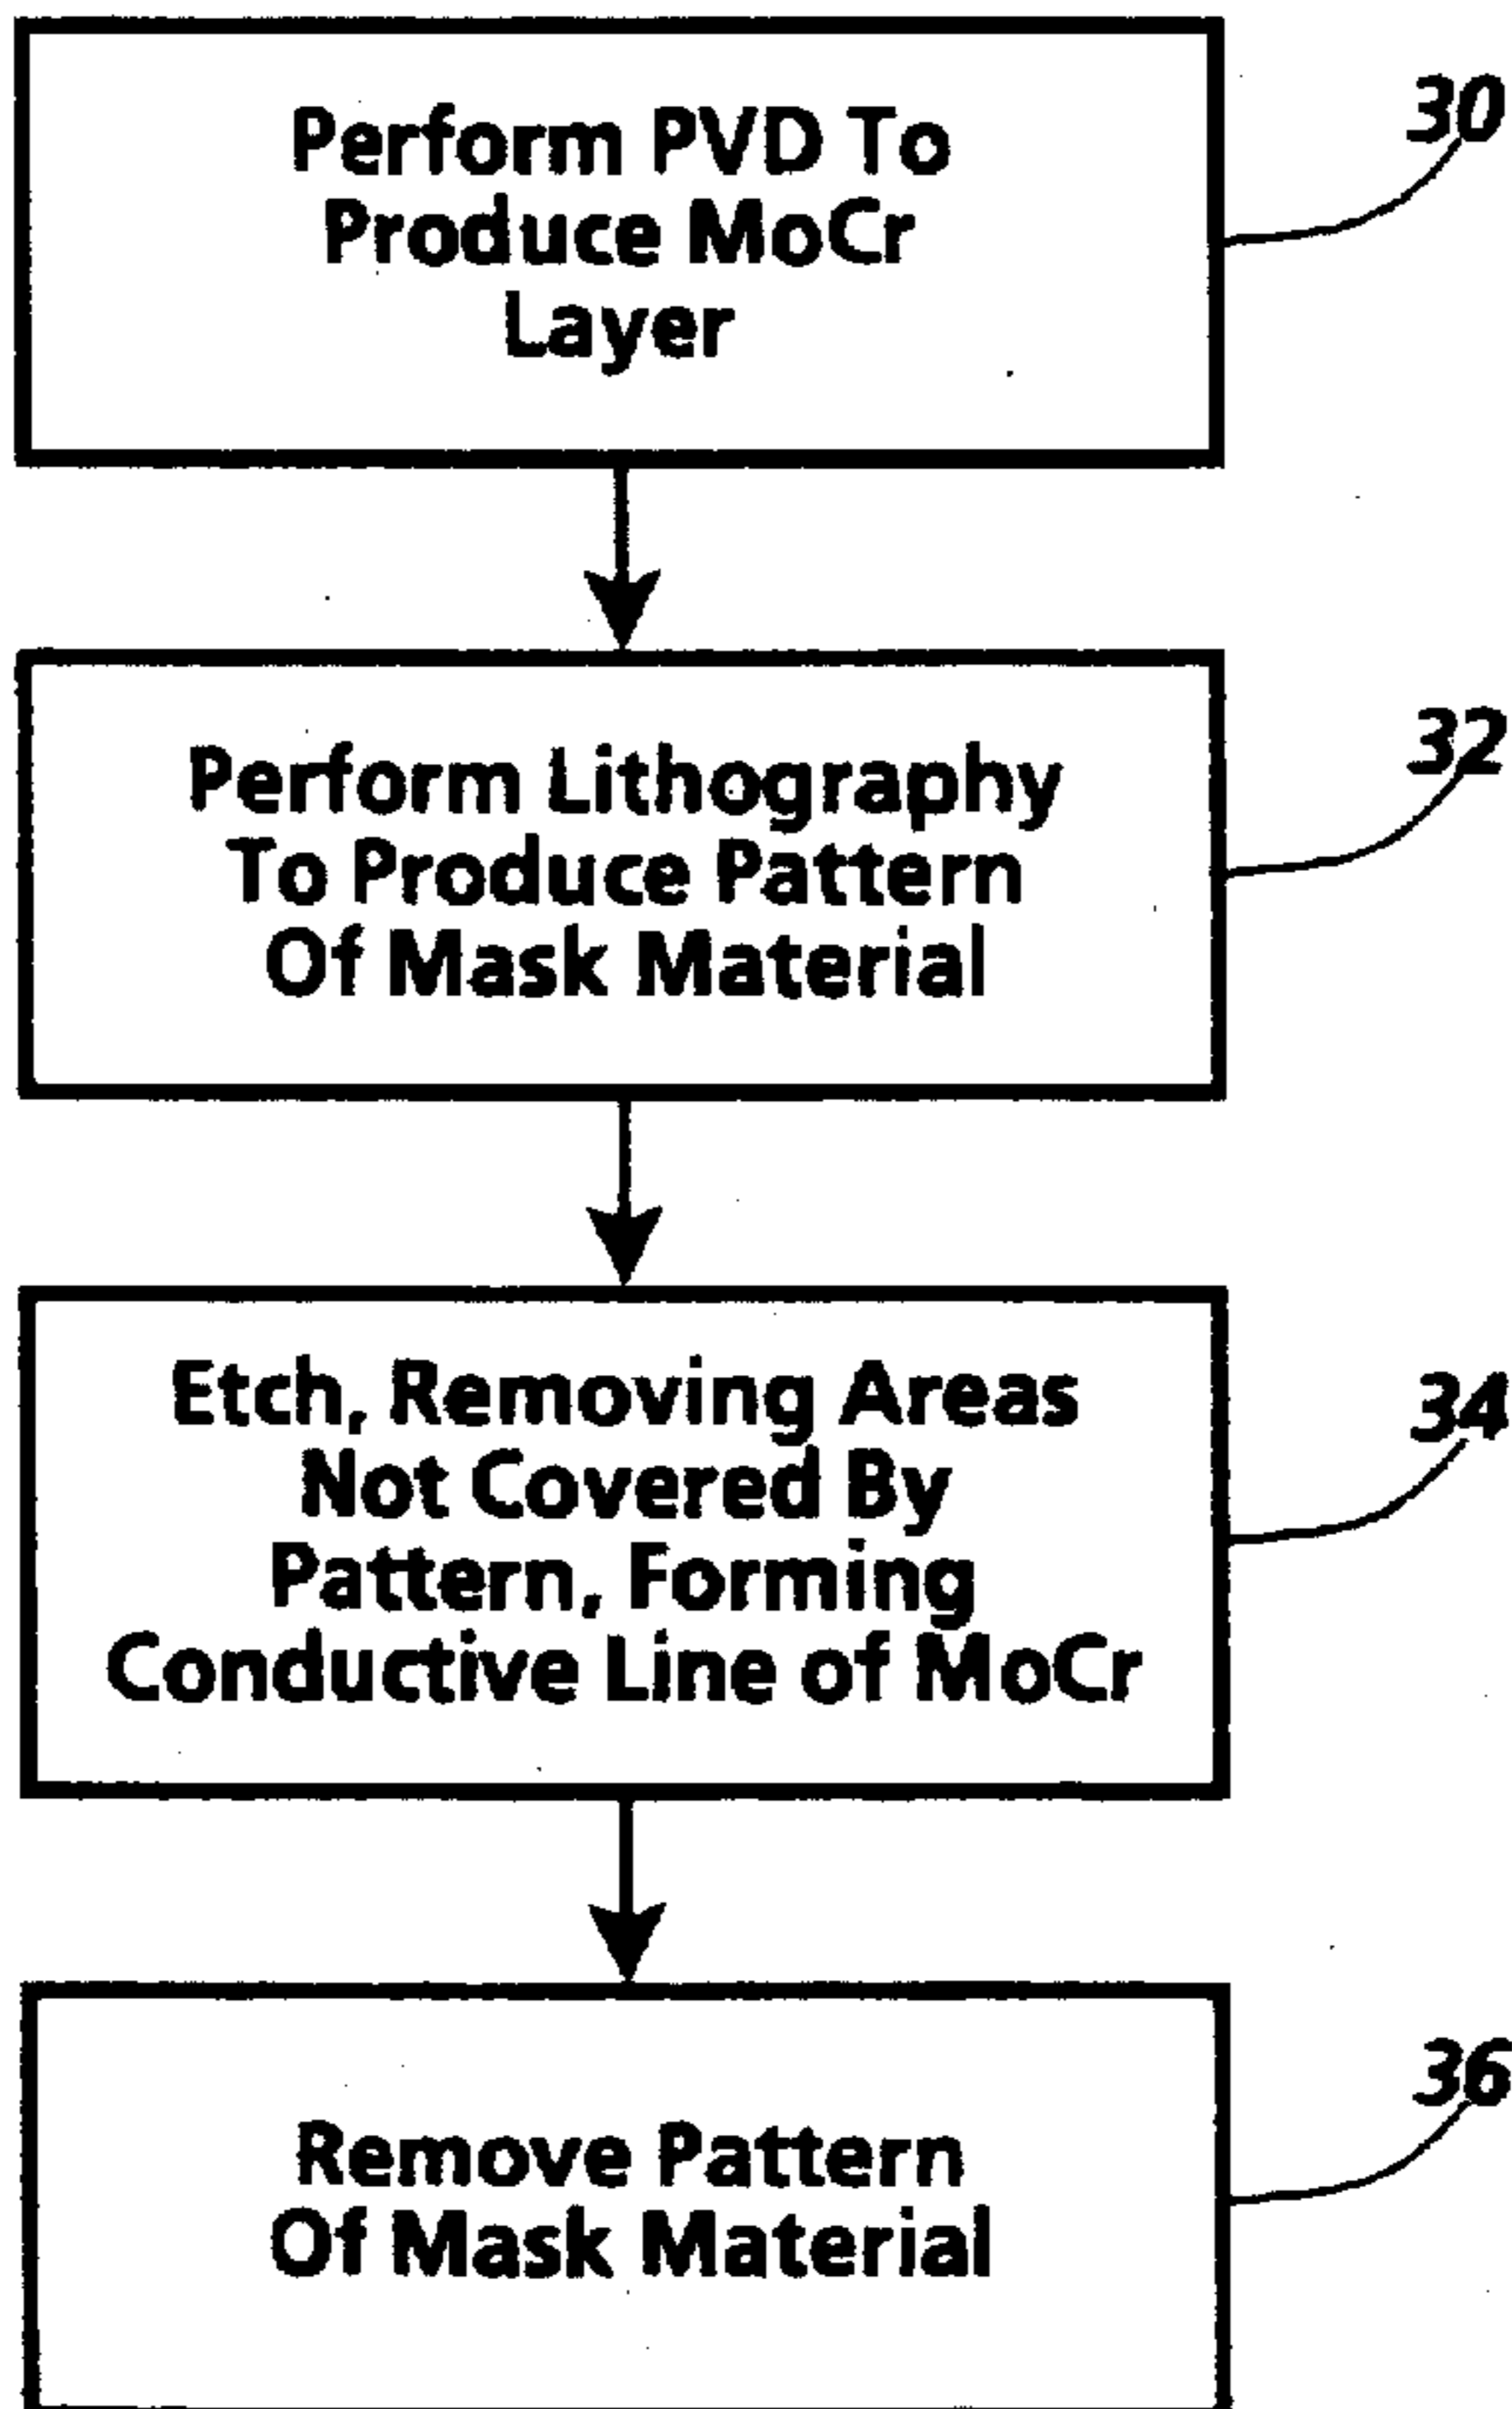 Perform PVD To
Produce MoCr
Layer
30
Perform Lithography
To Produce Pattern
Of Mask Material
32
Etch, Removing Areas
Not Covered By
Pattern, Forming
Conductive Line of MoCr
34
Remove Pattern
Of Mask Material
36